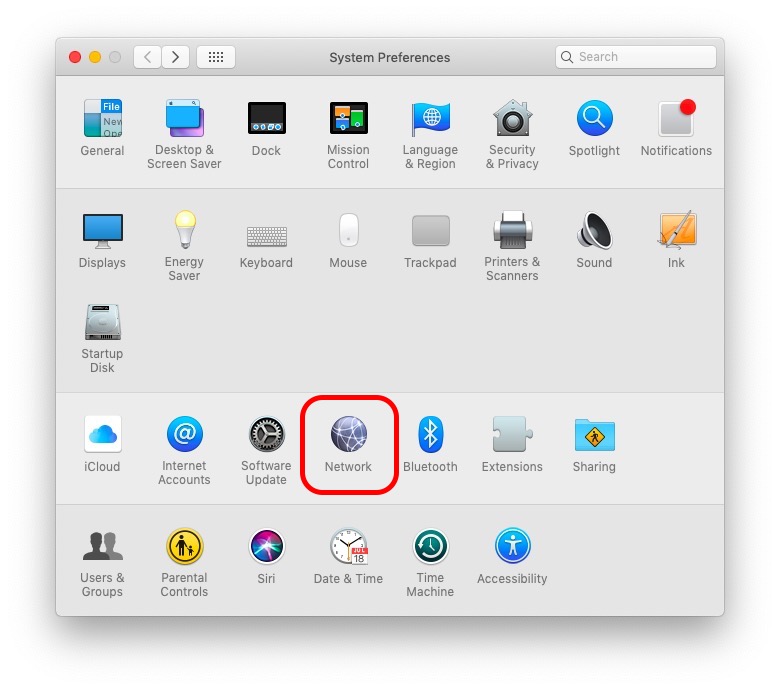 System Preferences
Search
File
New
Ope
General
Desktop &
Screen Saver
Dock
Mission
Control
Language
& Region
Security
& Privacy
Spotlight
Notifications
Displays
Energy
Saver
Keyboard
Mouse
Trackpad
Printers &
Scanners
Sound
Ink
Startup
Disk
@
iCloud
Internet
Accounts
Software
Update
Network
Bluetooth
Extensions
Sharing
JUL
18
Users &
Groups
Parental
Controls
Siri
Date & Time
Time
Machine
Accessibility